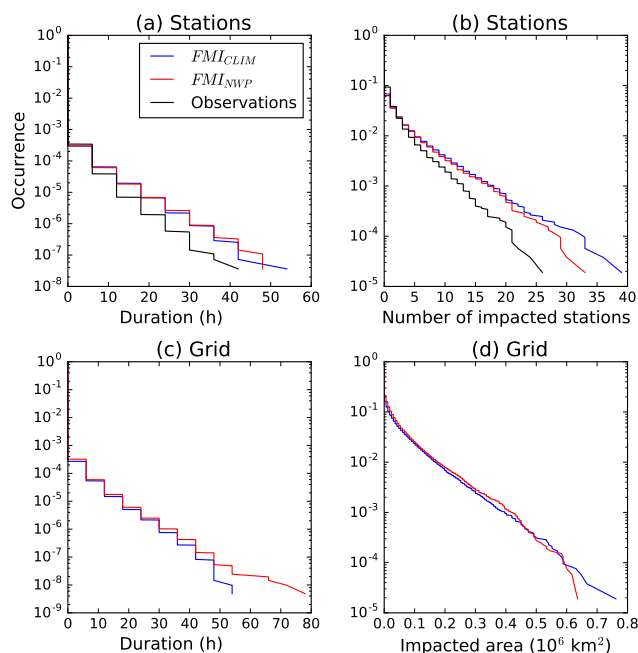 (a) Stations
(b) Stations
10⁰
10⁻¹
10⁻²
10⁻³
10⁻⁴
10⁻⁵
10⁻⁶
10⁻⁷
10⁻⁸
Occurrence
FMI_CLIM
FMI_NWP
Observations
0 10 20 30 40 50 60
Duration (h)
10⁰
10⁻¹
10⁻²
10⁻³
10⁻⁴
10⁻⁵
0 5 10 15 20 25 30 35 40
Number of impacted stations
(c) Grid
(d) Grid
10⁰
10⁻¹
10⁻²
10⁻³
10⁻⁴
10⁻⁵
10⁻⁶
10⁻⁷
10⁻⁸
10⁻⁹
0 10 20 30 40 50 60 70 80
Duration (h)
10⁰
10⁻¹
10⁻²
10⁻³
10⁻⁴
10⁻⁵
0.0 0.1 0.2 0.3 0.4 0.5 0.6 0.7 0.8
Impacted area (10⁶ km²)